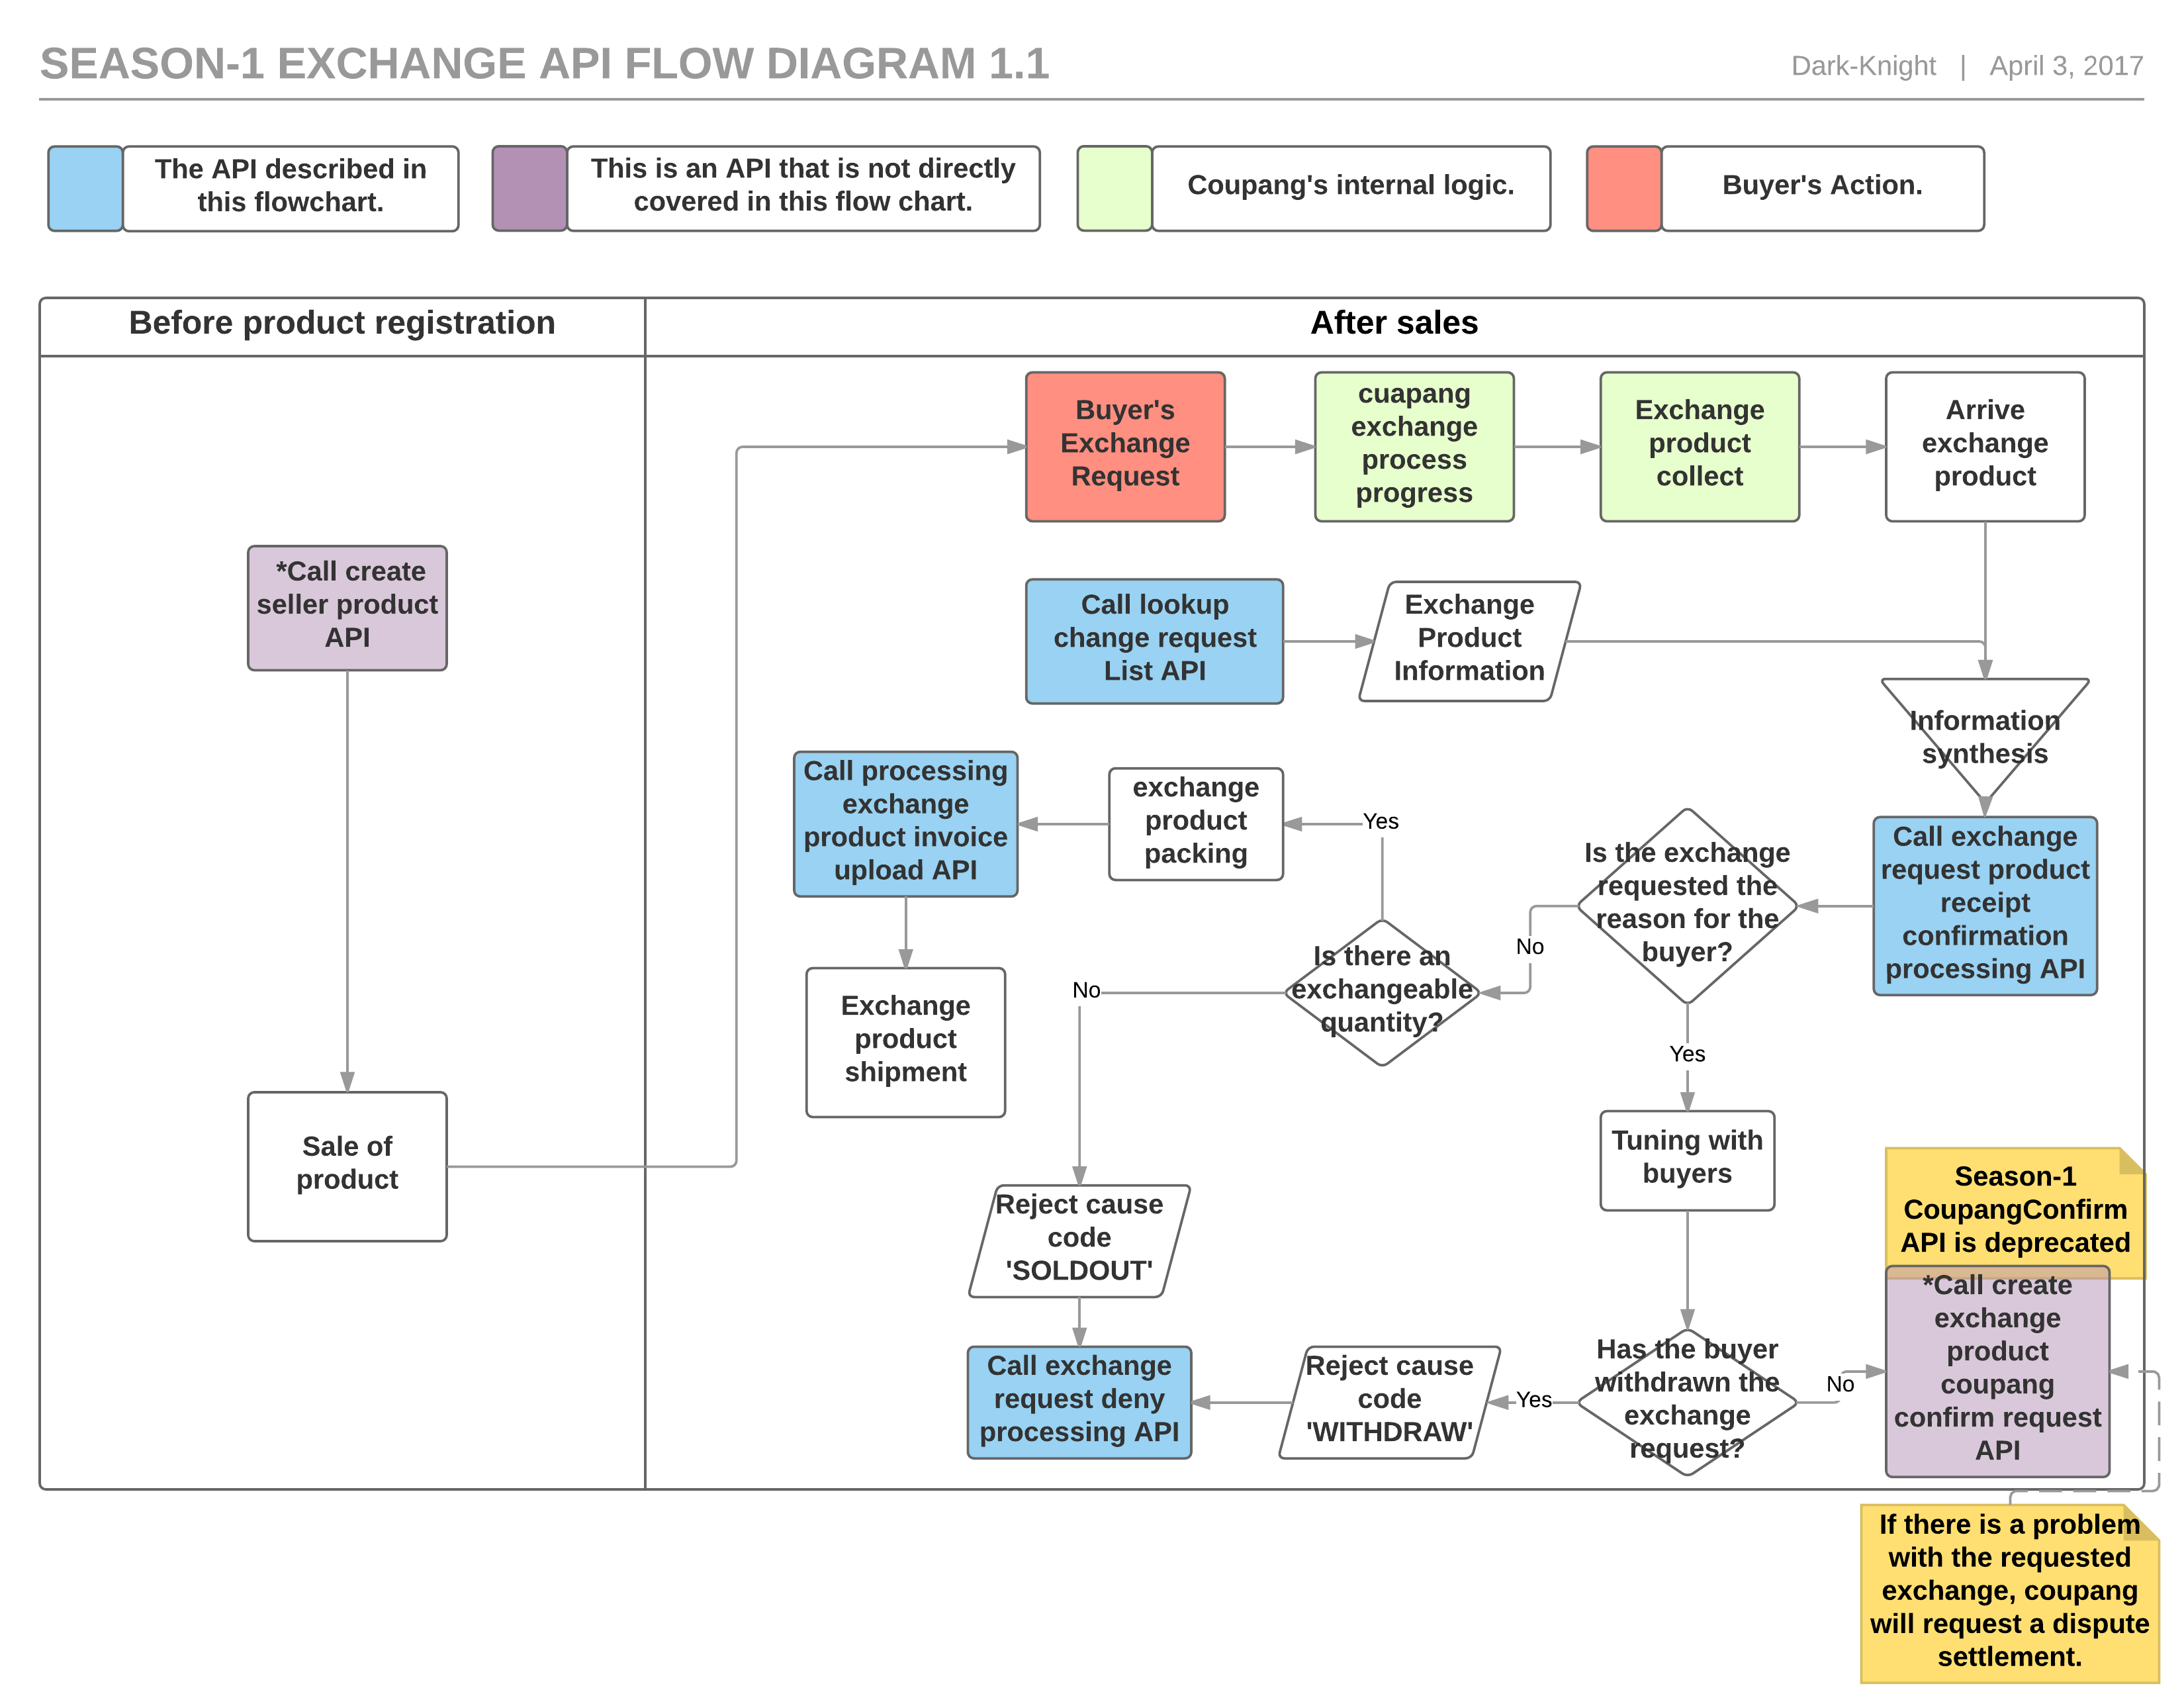 SEASON-1 EXCHANGE API FLOW DIAGRAM 1.1
Dark-Knight | April 3, 2017
The API described in
this flowchart.
This is an API that is not directly
covered in this flow chart.
Coupang's internal logic.
Buyer's Action.
Before product registration
After sales
*Call create
seller product
API
Sale of
product
Buyer's
Exchange
Request
cuapang
exchange
process
progress
Exchange
product
collect
Arrive
exchange
product
Call lookup
change request
List API
Exchange
Product
Information
Information
synthesis
Call processing
exchange
product invoice
upload API
exchange
product
packing
Yes
Is the exchange
requested the
reason for the
buyer?
Call exchange
request product
receipt
confirmation
processing API
No
Is there an
exchangeable
quantity?
No
Exchange
product
shipment
Yes
Tuning with
buyers
Season-1
CoupangConfirm
API is deprecated
Reject cause
code
'SOLDOUT'
*Call create
exchange
product
coupang
confirm request
API
Call exchange
request deny
processing API
Reject cause
code
'WITHDRAW'
Yes
Has the buyer
withdrawn the
exchange
request?
No
If there is a problem
with the requested
exchange, coupang
will request a dispute
settlement.